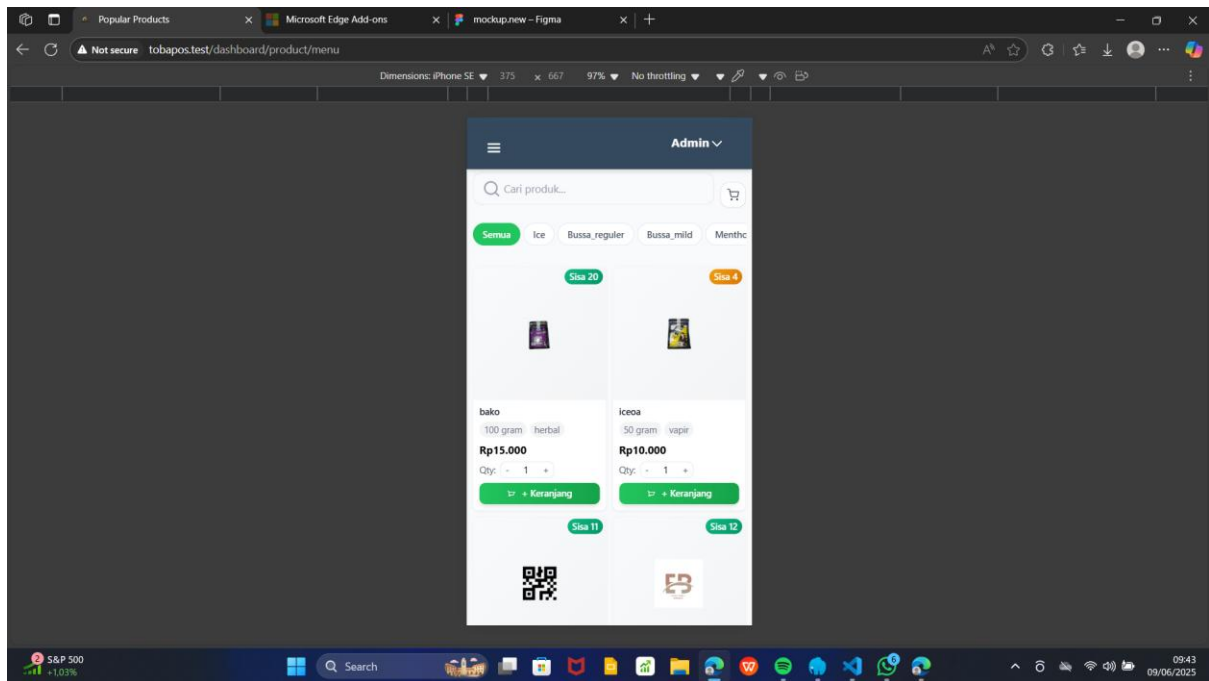 Popular Products
Microsoft Edge Add-ons
mockup.new – Figma
Not secure tobapos.test/dashboard/product/menu
Dimensions: iPhone SE 375 x 667 97% No throttling
Admin
Cari produk...
Semua Ice Bussa_reguler Bussa_mild Menthc
Sisa 20 Sisa 4
bako iceoa
100 gram herbal 50 gram vapir
Rp15.000 Rp10.000
Qty: - 1 + Qty: - 1 +
+ Keranjang + Keranjang
Sisa 11 Sisa 12
EB
2
S&P 500
+1,03%
Search
09:43
09/06/2025